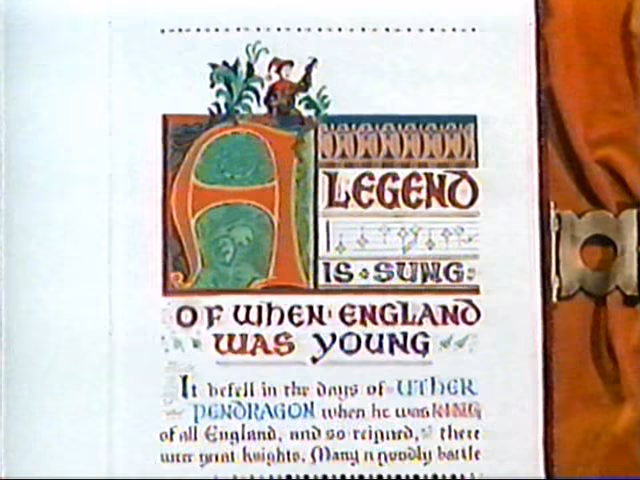 A LEGEND
IS SUNG
OF WHEN ENGLAND
WAS YOUNG
It befell in the days of UTHER
PENDRAGON when he was KING
of all England, and so reigned, there
were great knights. Many a goodly battle